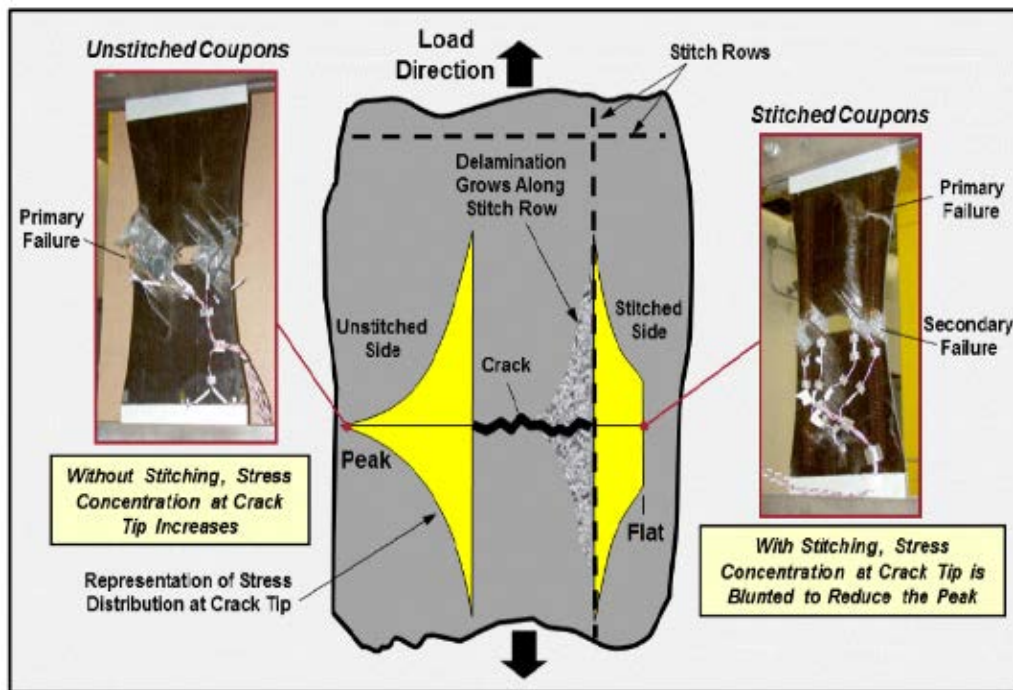 Unstitched Coupons
Primary
Failure
Without Stitching, Stress
Concentration at Crack
Tip Increases
Load
Direction
Stitch Rows
Delamination
Grows Along
Stitch Row
Unstitched
Side
Stitched
Side
Crack
Peak
Flat
Representation of Stress
Distribution at Crack Tip
Stitched Coupons
Primary
Failure
Secondary
Failure
With Stitching, Stress
Concentration at Crack Tip is
Blunted to Reduce the Peak